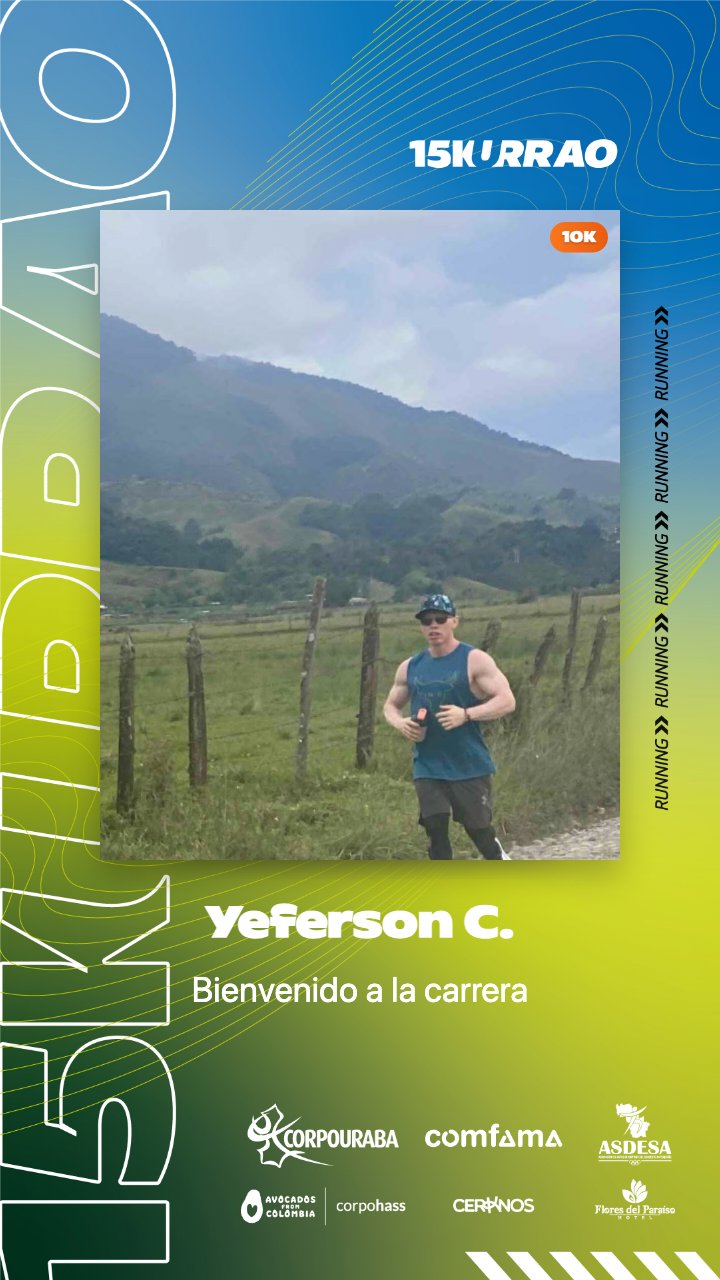 15KURRAO
10K
15KURRAO
RUNNING
RUNNING
RUNNING
RUNNING
RUNNING
Yeferson C.
Bienvenido a la carrera
CORPOURABA
comfama
ASDESA
AVOCADOS
FROM
COLOMBIA
corpohass
CERKNOS
Flores del Paraíso
HOTEL